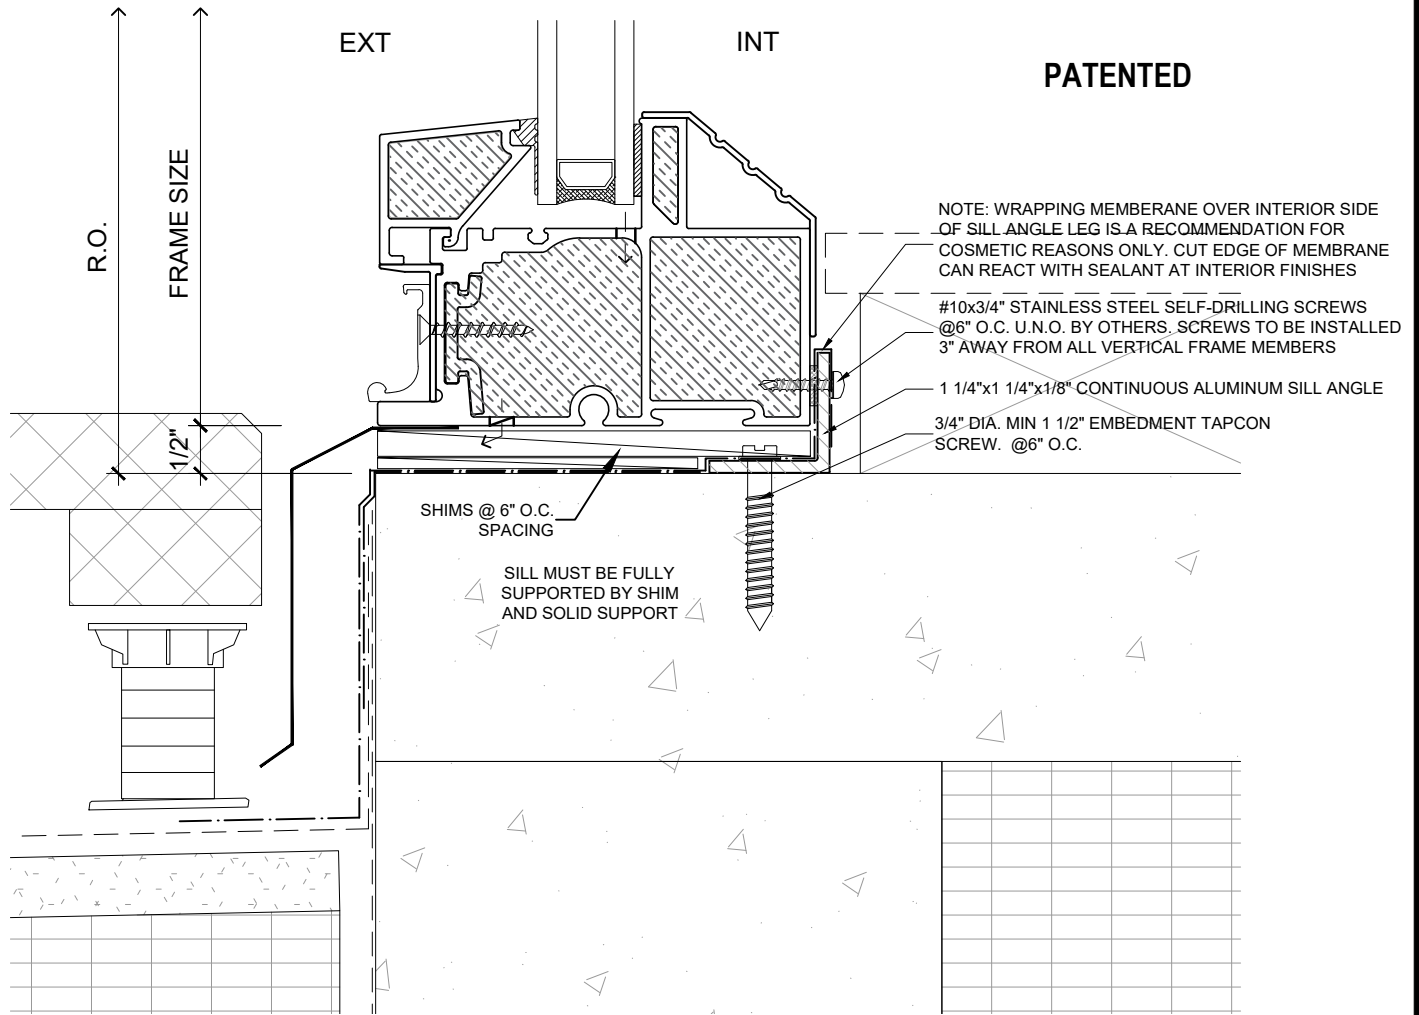 EXT
INT
PATENTED
R.O.
FRAME SIZE
1/2"
NOTE: WRAPPING MEMBERANE OVER INTERIOR SIDE
OF SILL ANGLE LEG IS A RECOMMENDATION FOR
COSMETIC REASONS ONLY. CUT EDGE OF MEMBRANE
CAN REACT WITH SEALANT AT INTERIOR FINISHES
#10x3/4" STAINLESS STEEL SELF-DRILLING SCREWS
@6" O.C. U.N.O. BY OTHERS. SCREWS TO BE INSTALLED
3" AWAY FROM ALL VERTICAL FRAME MEMBERS
1 1/4"x1 1/4"x1/8" CONTINUOUS ALUMINUM SILL ANGLE
3/4" DIA. MIN 1 1/2" EMBEDMENT TAPCON
SCREW. @6" O.C.
SHIMS @ 6" O.C.
SPACING
SILL MUST BE FULLY
SUPPORTED BY SHIM
AND SOLID SUPPORT